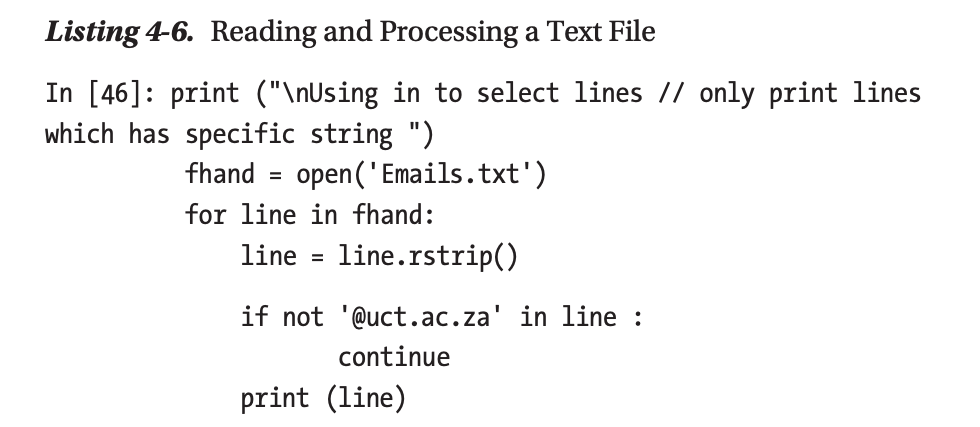 Listing 4-6. Reading and Processing a Text File
In [46]: print ("\nUsing in to select lines // only print lines
which has specific string ")
fhand = open('Emails.txt')
for line in fhand:
line = line.rstrip()
if not '@uct.ac.za' in line :
continue
print (line)